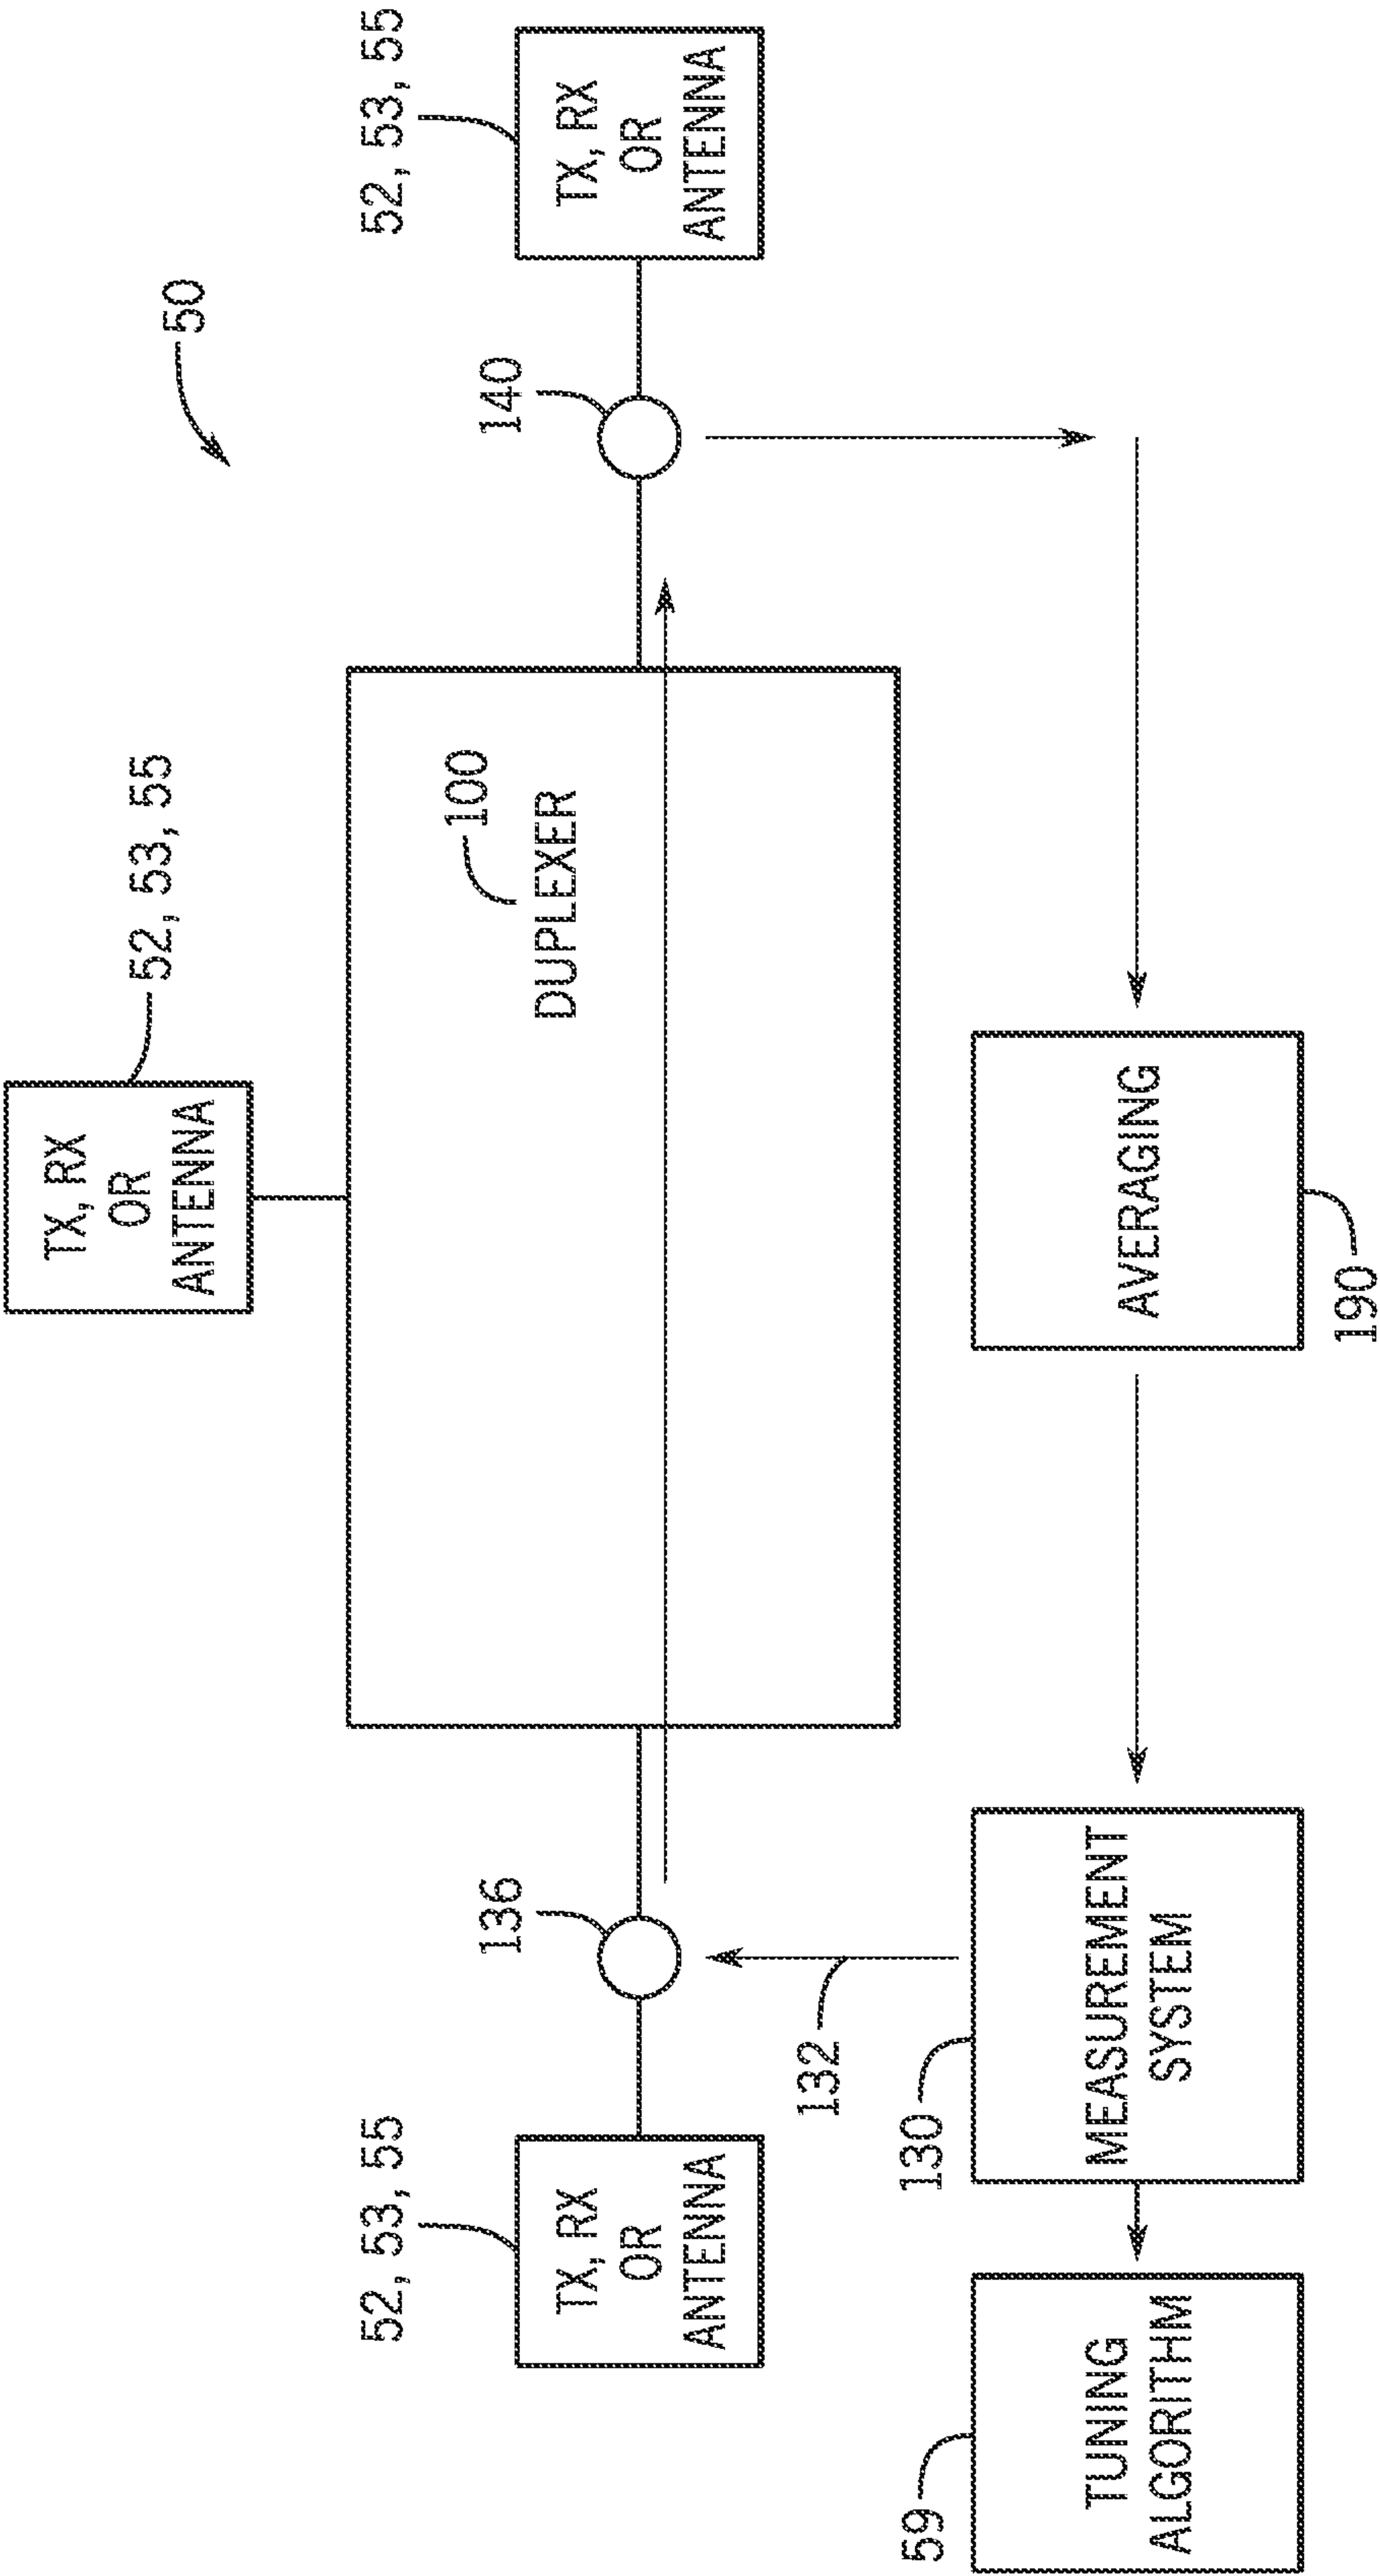 52, 53, 55
TX, RX
OR
ANTENNA
50
52, 53, 55
TX, RX
OR
ANTENNA
136
100
DUPLEXER
140
52, 53, 55
TX, RX
OR
ANTENNA
132
59
TUNING
ALGORITHM
130
MEASUREMENT
SYSTEM
AVERAGING
190